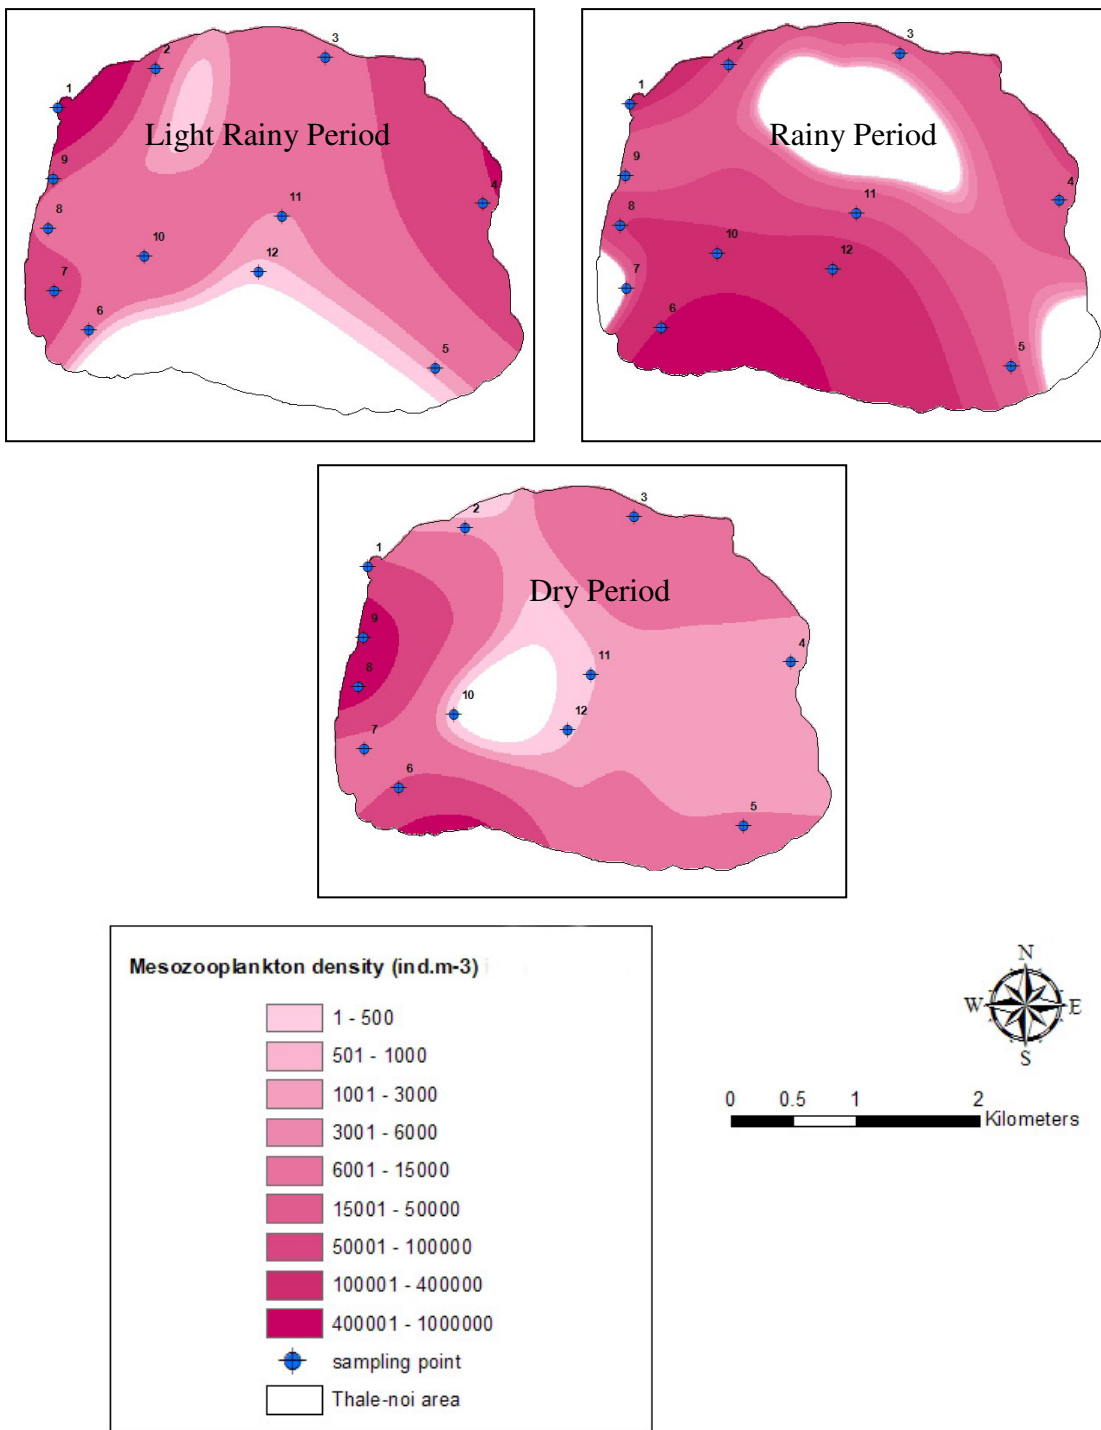 3
2
1
Light Rainy Period
9
4
11
8
10
12
7
6
5
3
2
1
Rainy Period
9
4
11
8
10
12
7
6
5
3
2
1
Dry Period
9
4
11
8
10
12
7
6
5
Mesozooplankton density (ind.m-3)
1 - 500
501 - 1000
1001 - 3000
3001 - 6000
6001 - 15000
15001 - 50000
50001 - 100000
100001 - 400000
400001 - 1000000
sampling point
Thale-noi area
N
W E
S
0 0.5 1 2
Kilometers